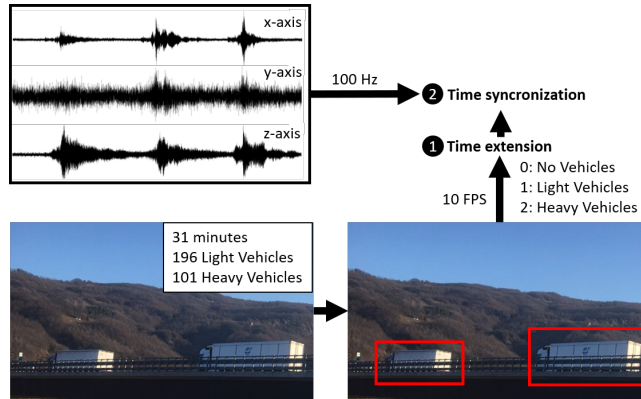 x-axis
y-axis
z-axis
100 Hz
2 Time syncronization
1 Time extension
10 FPS
0: No Vehicles
1: Light Vehicles
2: Heavy Vehicles
31 minutes
196 Light Vehicles
101 Heavy Vehicles